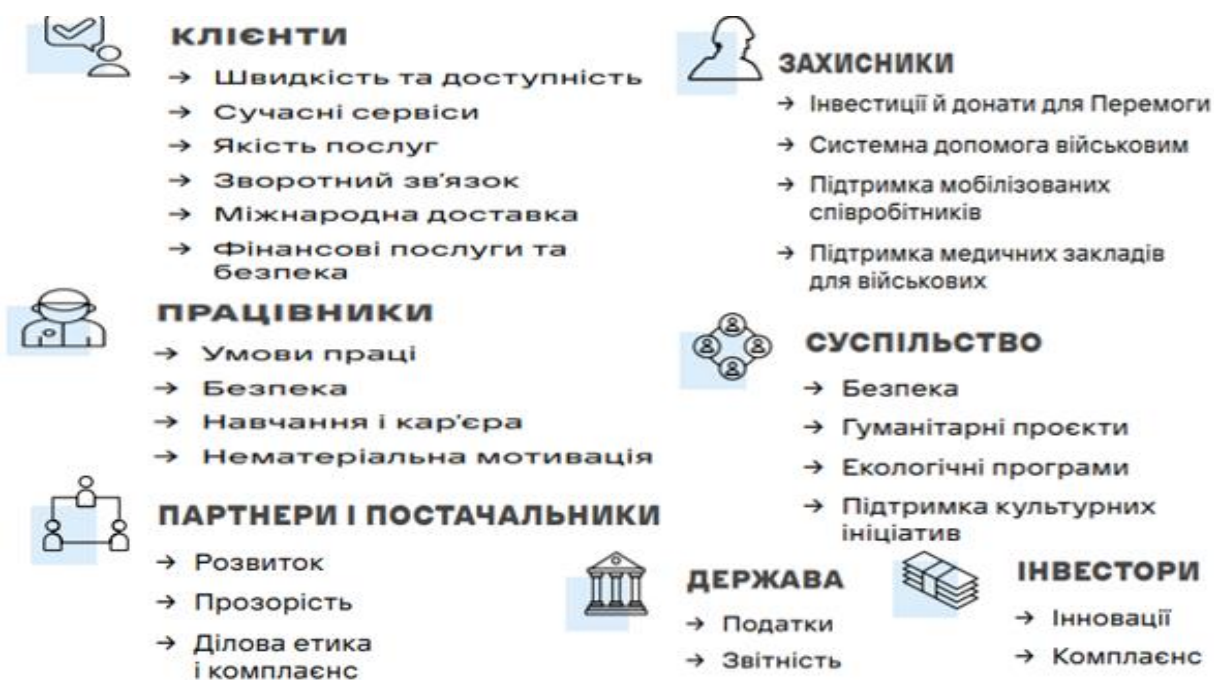 КЛІЄНТИ
→ Швидкість та доступність
→ Сучасні сервіси
→ Якість послуг
→ Зворотний зв'язок
→ Міжнародна доставка
→ Фінансові послуги та
безпека
ПРАЦІВНИКИ
→ Умови праці
→ Безпека
→ Навчання і кар'єра
→ Нематеріальна мотивація
ПАРТНЕРИ І ПОСТАЧАЛЬНИКИ
→ Розвиток
→ Прозорість
→ Ділова етика
і комплаєнс
ЗАХИСНИКИ
→ Інвестиції й донати для Перемоги
→ Системна допомога військовим
→ Підтримка мобілізованих
співробітників
→ Підтримка медичних закладів
для військових
СУСПІЛЬСТВО
→ Безпека
→ Гуманітарні проєкти
→ Екологічні програми
→ Підтримка культурних
ініціатив
ДЕРЖАВА
→ Податки
→ Звітність
ІНВЕСТОРИ
→ Інновації
→ Комплаєнс